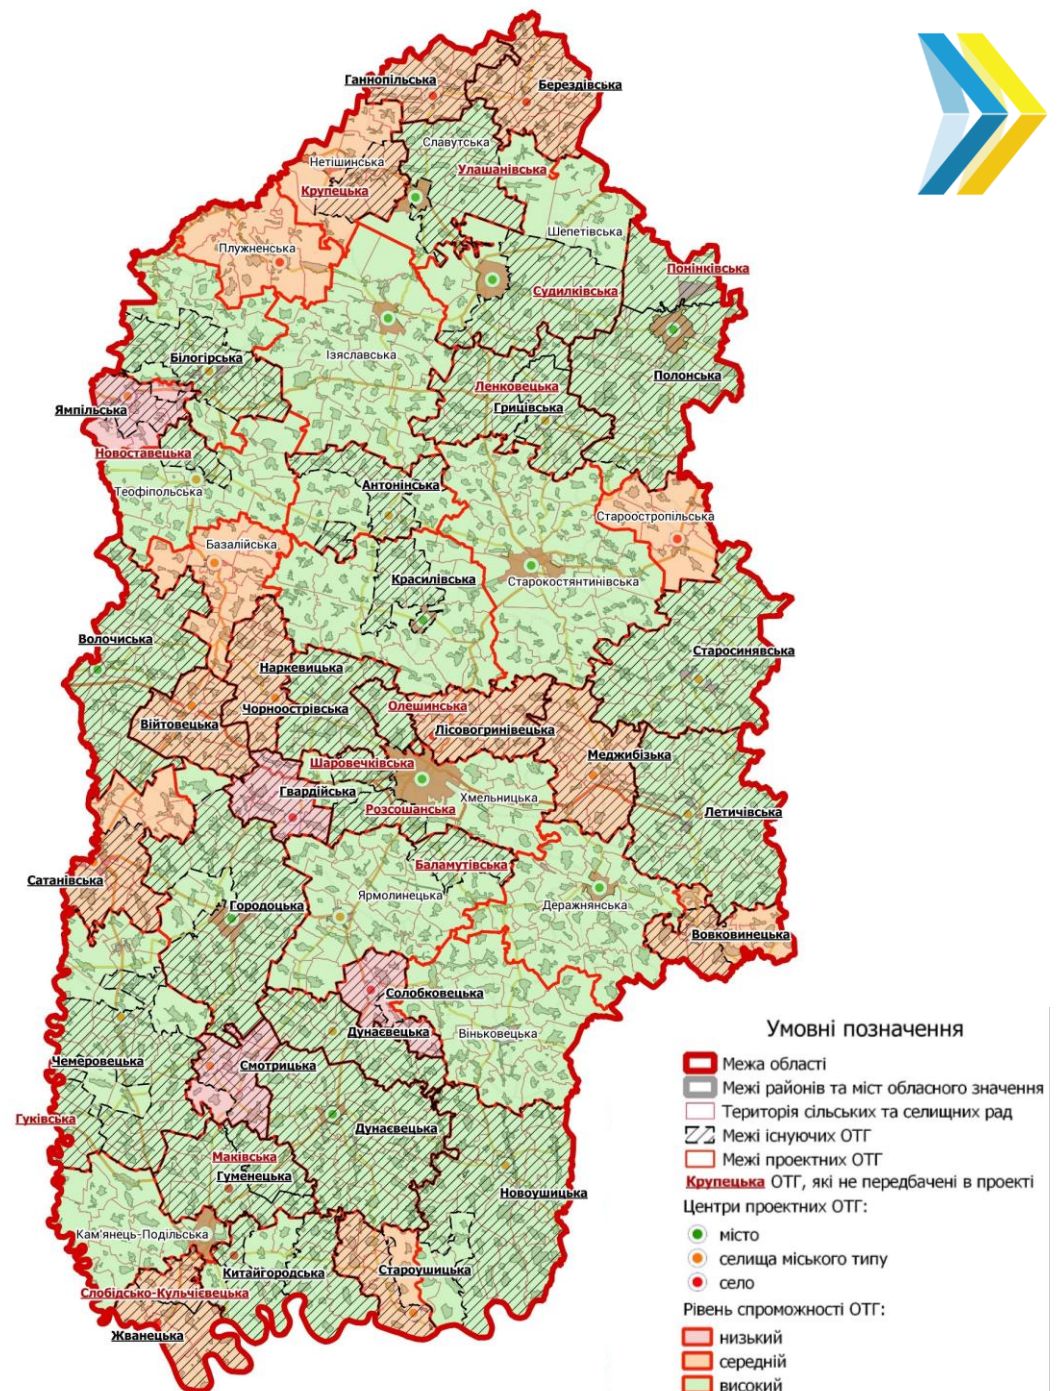 Ганнопільська
Берездівська
Славутська
Нетішинська
Улашанівська
Крупецька
Шепетівська
Плужненська
Понінківська
Судилківська
Ізяславська
Білогірська
Полонська
Ленковецька
Грицівська
Ямпільська
Новоставецька
Антонінська
Теофіпольська
Староостропільська
Базалійська
Красилівська
Старокостянтинівська
Волочиська
Старосинявська
Наркевицька
Чорноострівська
Олешинська
Війтовецька
Лісовогринівецька
Меджибізька
Шаровечківська
Гвардійська
Хмельницька
Розсошанська
Летичівська
Баламутівська
Сатанівська
Ярмолинецька
Городоцька
Деражнянська
Вовковинецька
Солобковецька
Дунаєвецька
Віньковецька
Чемеровецька
Смотрицька
Гуківська
Дунаєвецька
Маківська
Гуменецька
Новоушицька
Кам'янець-Подільська
Китайгородська
Староушицька
Слобідсько-Кульчієвецька
Жванецька
Умовні позначення
Межа області
Межі районів та міст обласного значення
Територія сільських та селищних рад
Межі існуючих ОТГ
Межі проектних ОТГ
Крупецька ОТГ, які не передбачені в проекті
Центри проектних ОТГ:
місто
селища міського типу
село
Рівень спроможності ОТГ:
низький
середній
високий